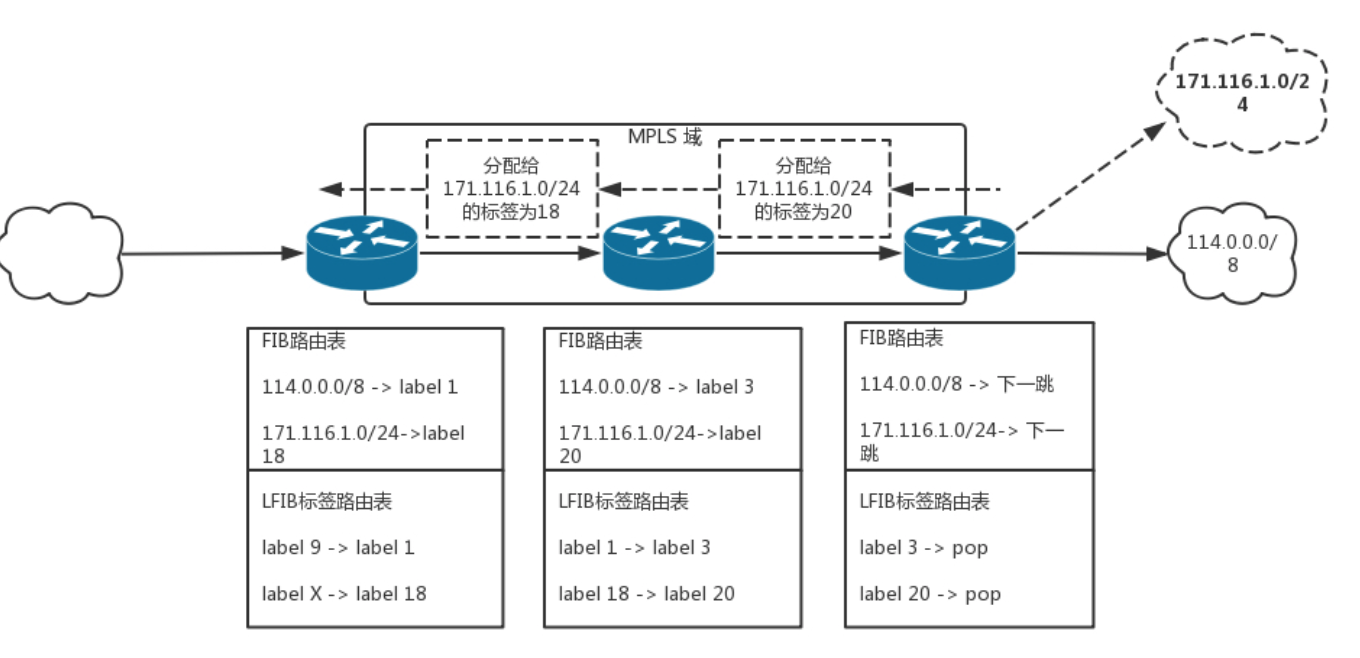 171.116.1.0/2
4
MPLS 域
分配给
171.116.1.0/24
的标签为18
分配给
171.116.1.0/24
的标签为20
114.0.0.0/
8
FIB路由表
114.0.0.0/8 -> label 1
171.116.1.0/24->label
18
LFIB标签路由表
label 9 -> label 1
label X -> label 18
FIB路由表
114.0.0.0/8 -> label 3
171.116.1.0/24->label
20
LFIB标签路由表
label 1 -> label 3
label 18 -> label 20
FIB路由表
114.0.0.0/8 -> 下一跳
171.116.1.0/24-> 下一
跳
LFIB标签路由表
label 3 -> pop
label 20 -> pop